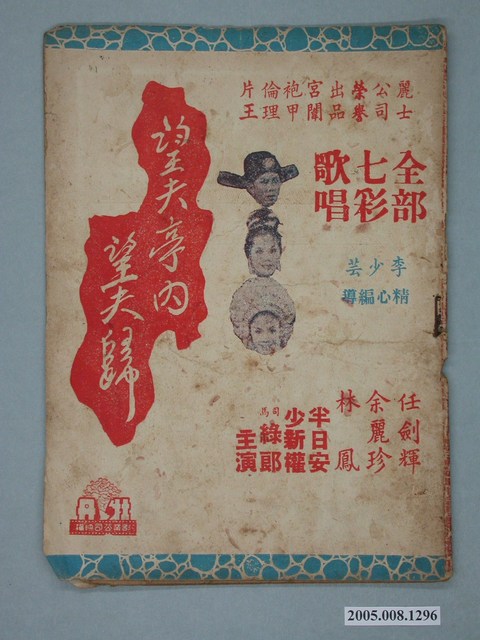 麗士公司榮譽出品宮闈袍甲倫理片王
全部七彩歌唱
李少芸
精心編導
任劍輝
余麗珍
林鳳
半日安
少新權
司馬綠郎
主演
望夫亭內
望夫歸
2005.008.1296